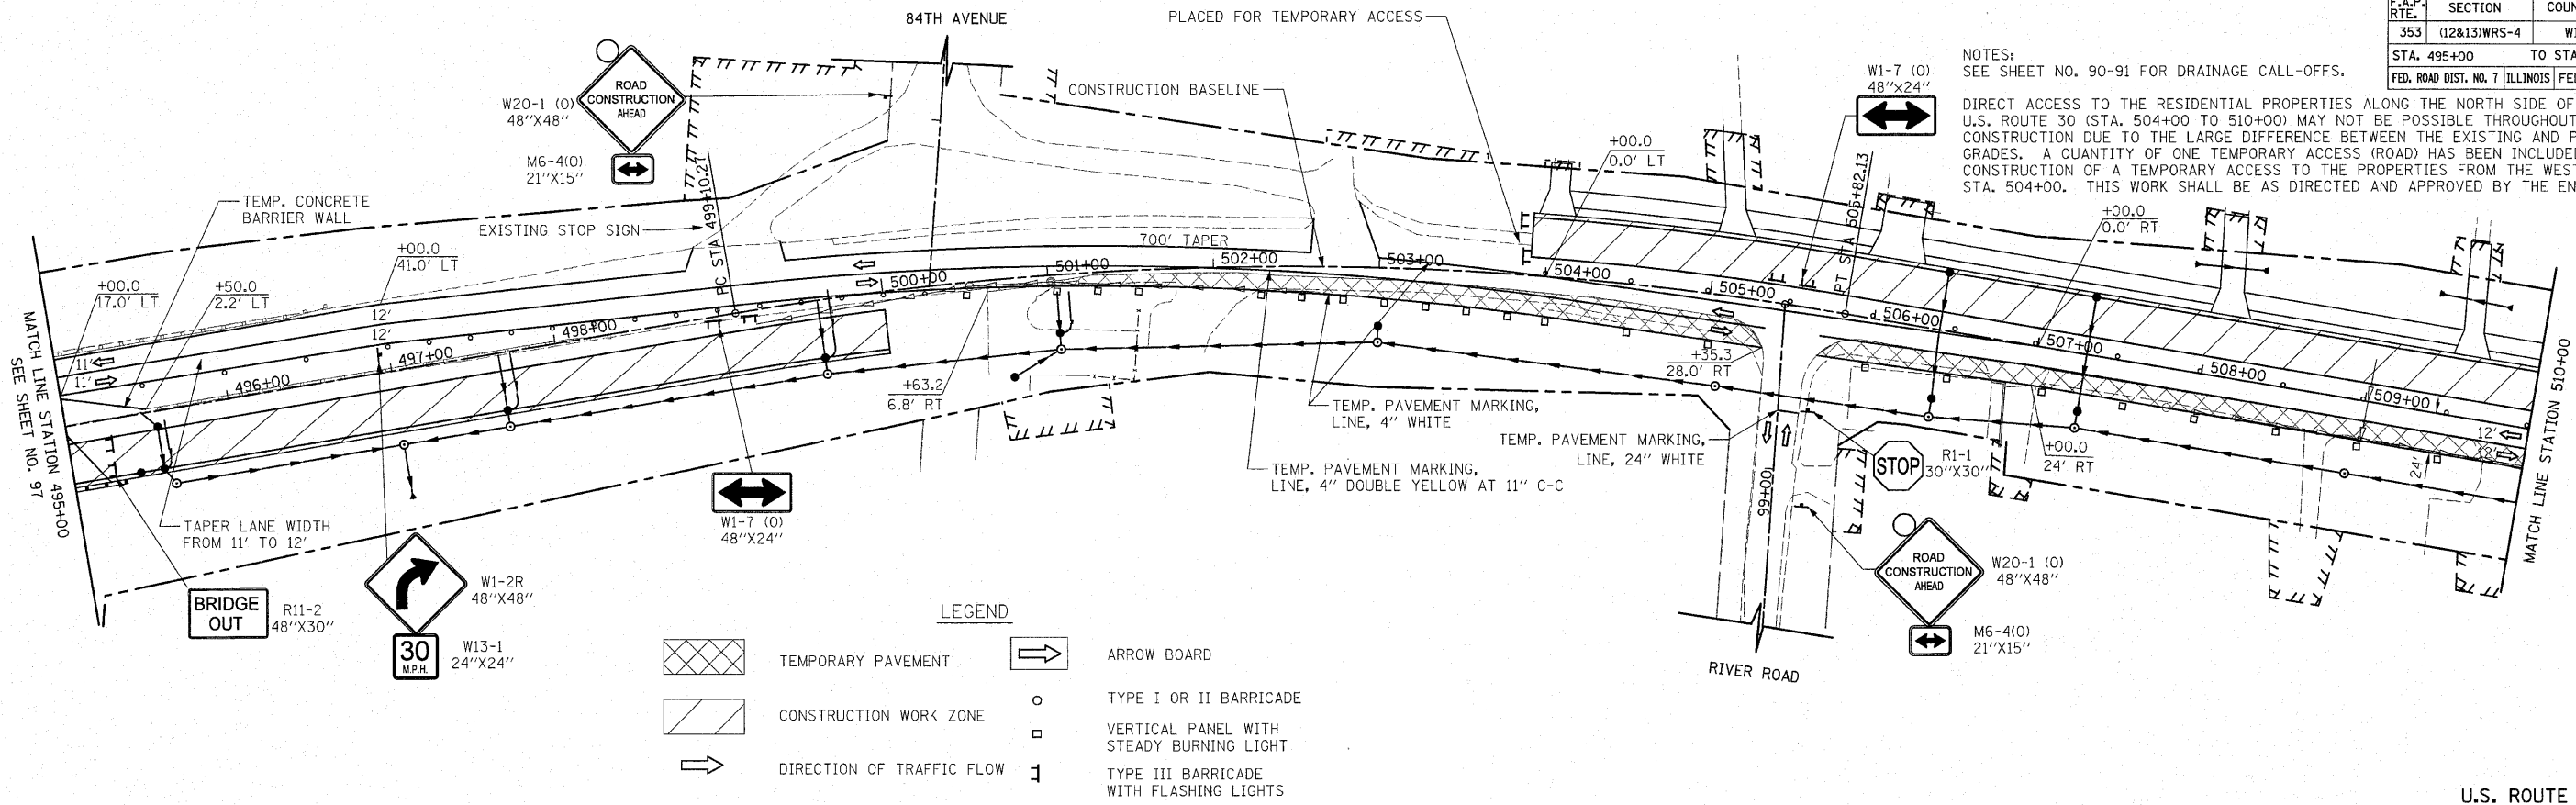 84TH AVENUE
PLACED FOR TEMPORARY ACCESS
F.A.P.
RTE.
SECTION
353
(12&13)WRS-4
STA. 495+00
FED. ROAD DIST. NO. 7
ILLINOIS
NOTES:
SEE SHEET NO. 90-91 FOR DRAINAGE CALL-OFFS.
DIRECT ACCESS TO THE RESIDENTIAL PROPERTIES ALONG THE NORTH SIDE OF
U.S. ROUTE 30 (STA. 504+00 TO 510+00) MAY NOT BE POSSIBLE THROUGHOUT
CONSTRUCTION DUE TO THE LARGE DIFFERENCE BETWEEN THE EXISTING AND
GRADES. A QUANTITY OF ONE TEMPORARY ACCESS (ROAD) HAS BEEN
CONSTRUCTION OF A TEMPORARY ACCESS TO THE PROPERTIES FROM THE WEST
STA. 504+00. THIS WORK SHALL BE AS DIRECTED AND APPROVED BY THE
W20-1 (O)
48"X48"
ROAD
CONSTRUCTION
AHEAD
M6-4(O)
21"X15"
CONSTRUCTION BASELINE
W1-7 (O)
48"X24"
TEMP. CONCRETE
BARRIER WALL
EXISTING STOP SIGN
PC STA 499+10.21
PT STA 505+82.13
700' TAPER
+00.0
17.0' LT
+50.0
2.2' LT
+00.0
41.0' LT
+00.0
0.0' LT
+00.0
0.0' RT
11'
11'
12'
12'
496+00
497+00
498+00
500+00
501+00
502+00
503+00
504+00
505+00
506+00
507+00
508+00
509+00
12'
12'
24'
MATCH LINE STATION 495+00
SEE SHEET NO. 97
MATCH LINE STATION 510+00
+63.2
6.8' RT
+35.3
28.0' RT
+00.0
24' RT
TEMP. PAVEMENT MARKING,
LINE, 4" WHITE
TEMP. PAVEMENT MARKING,
LINE, 24" WHITE
TEMP. PAVEMENT MARKING,
LINE, 4" DOUBLE YELLOW AT 11" C-C
99+00
STOP
R1-1
30"X30"
TAPER LANE WIDTH
FROM 11' TO 12'
W1-7 (O)
48"X24"
BRIDGE
OUT
R11-2
48"X30"
W1-2R
48"X48"
30
M.P.H.
W13-1
24"X24"
ROAD
CONSTRUCTION
AHEAD
W20-1 (O)
48"X48"
M6-4(O)
21"X15"
RIVER ROAD
LEGEND
TEMPORARY PAVEMENT
ARROW BOARD
CONSTRUCTION WORK ZONE
TYPE I OR II BARRICADE
VERTICAL PANEL WITH
STEADY BURNING LIGHT
DIRECTION OF TRAFFIC FLOW
TYPE III BARRICADE
WITH FLASHING LIGHTS
U.S. ROUTE